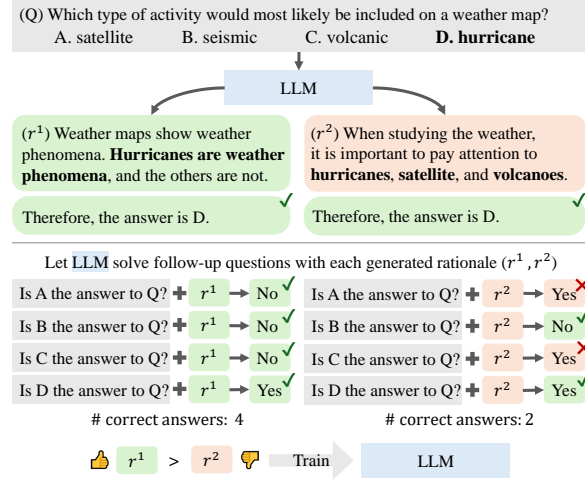 (Q) Which type of activity would most likely be included on a weather map?
A. satellite B. seismic C. volcanic D. hurricane
LLM
(r¹) Weather maps show weather
phenomena. Hurricanes are weather
phenomena, and the others are not.
Therefore, the answer is D.
(r²) When studying the weather,
it is important to pay attention to
hurricanes, satellite, and volcanoes.
Therefore, the answer is D.
Let LLM solve follow-up questions with each generated rationale (r¹, r²)
Is A the answer to Q? + r¹ → No ✓
Is B the answer to Q? + r¹ → No ✓
Is C the answer to Q? + r¹ → No ✓
Is D the answer to Q? + r¹ → Yes ✓
# correct answers: 4
Is A the answer to Q? + r² → Yes ✗
Is B the answer to Q? + r² → No ✓
Is C the answer to Q? + r² → Yes ✗
Is D the answer to Q? + r² → Yes ✓
# correct answers: 2
r¹ > r² Train LLM